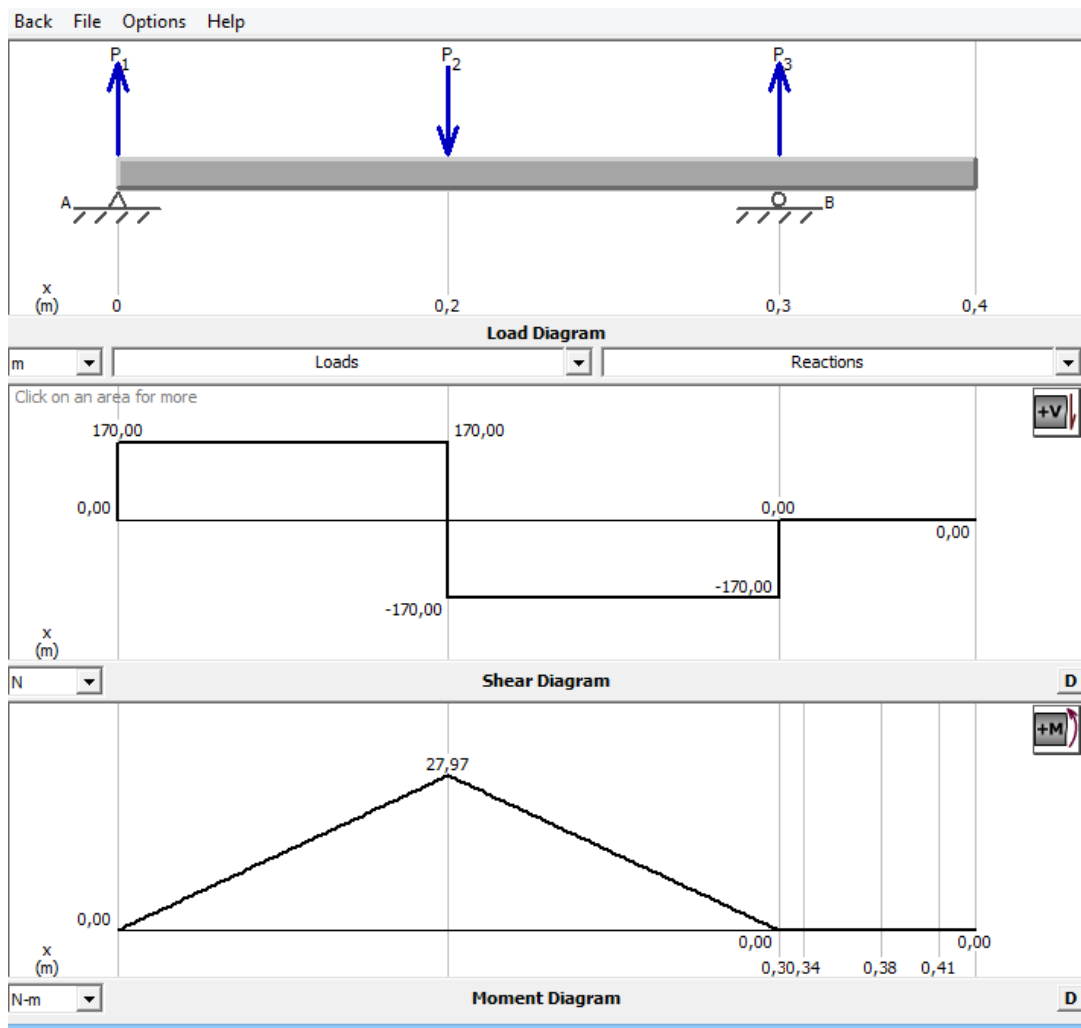 Back File Options Help
P1 P2 P3
A B
x
(m) 0 0,2 0,3 0,4
Load Diagram
m Loads Reactions
Click on an area for more
+V
170,00 170,00
0,00 0,00
0,00
-170,00
-170,00
x
(m)
N Shear Diagram D
+M
27,97
0,00
0,00 0,00
x
(m) 0,30,34 0,38 0,41
N-m Moment Diagram D